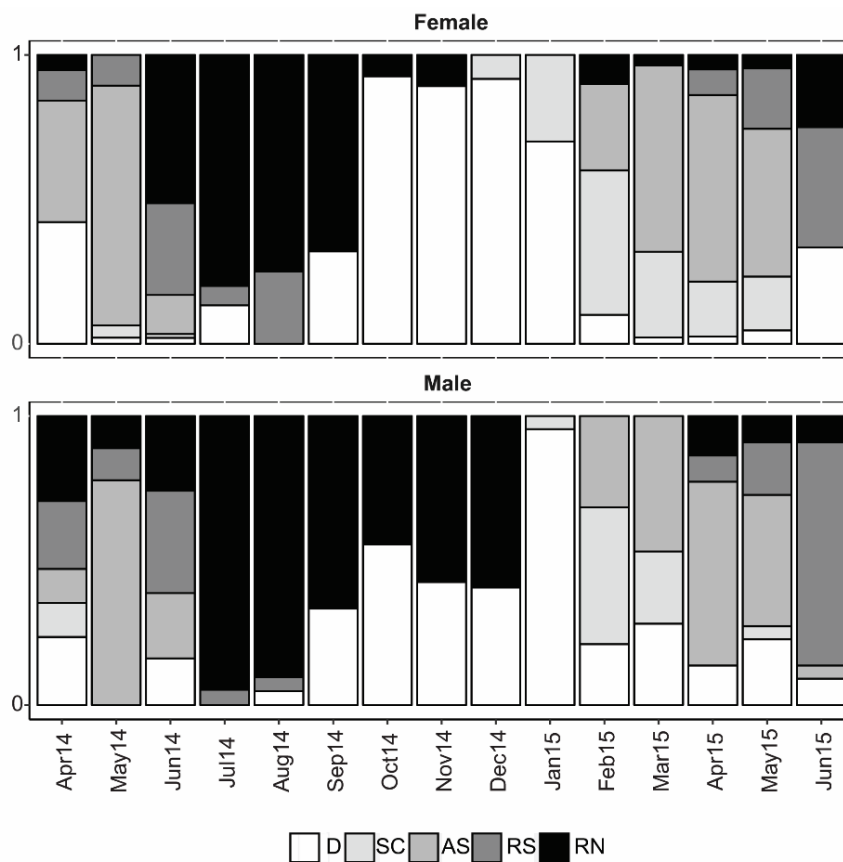 Female
1
0
Male
1
0
Apr14 May14 Jun14 Jul14 Aug14 Sep14 Oct14 Nov14 Dec14 Jan15 Feb15 Mar15 Apr15 May15 Jun15
D SC AS RS RN